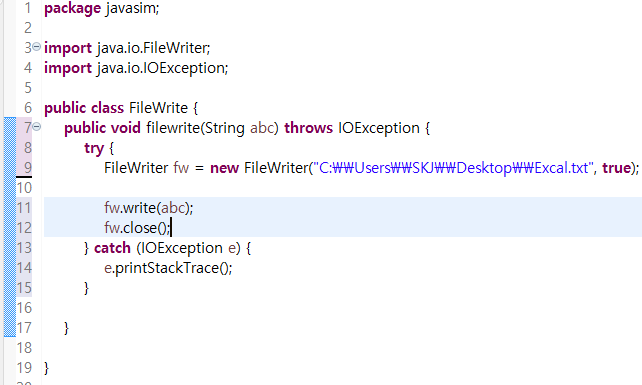 1 package javasim;
2
3 import java.io.FileWriter;
4 import java.io.IOException;
5
6 public class FileWrite {
7 public void filewrite(String abc) throws IOException {
8 try {
9 FileWriter fw = new FileWriter("C:₩₩Users₩₩SKJ₩₩Desktop₩₩Excal.txt", true);
10
11 fw.write(abc);
12 fw.close();
13 } catch (IOException e) {
14 e.printStackTrace();
15 }
16
17 }
18
19 }